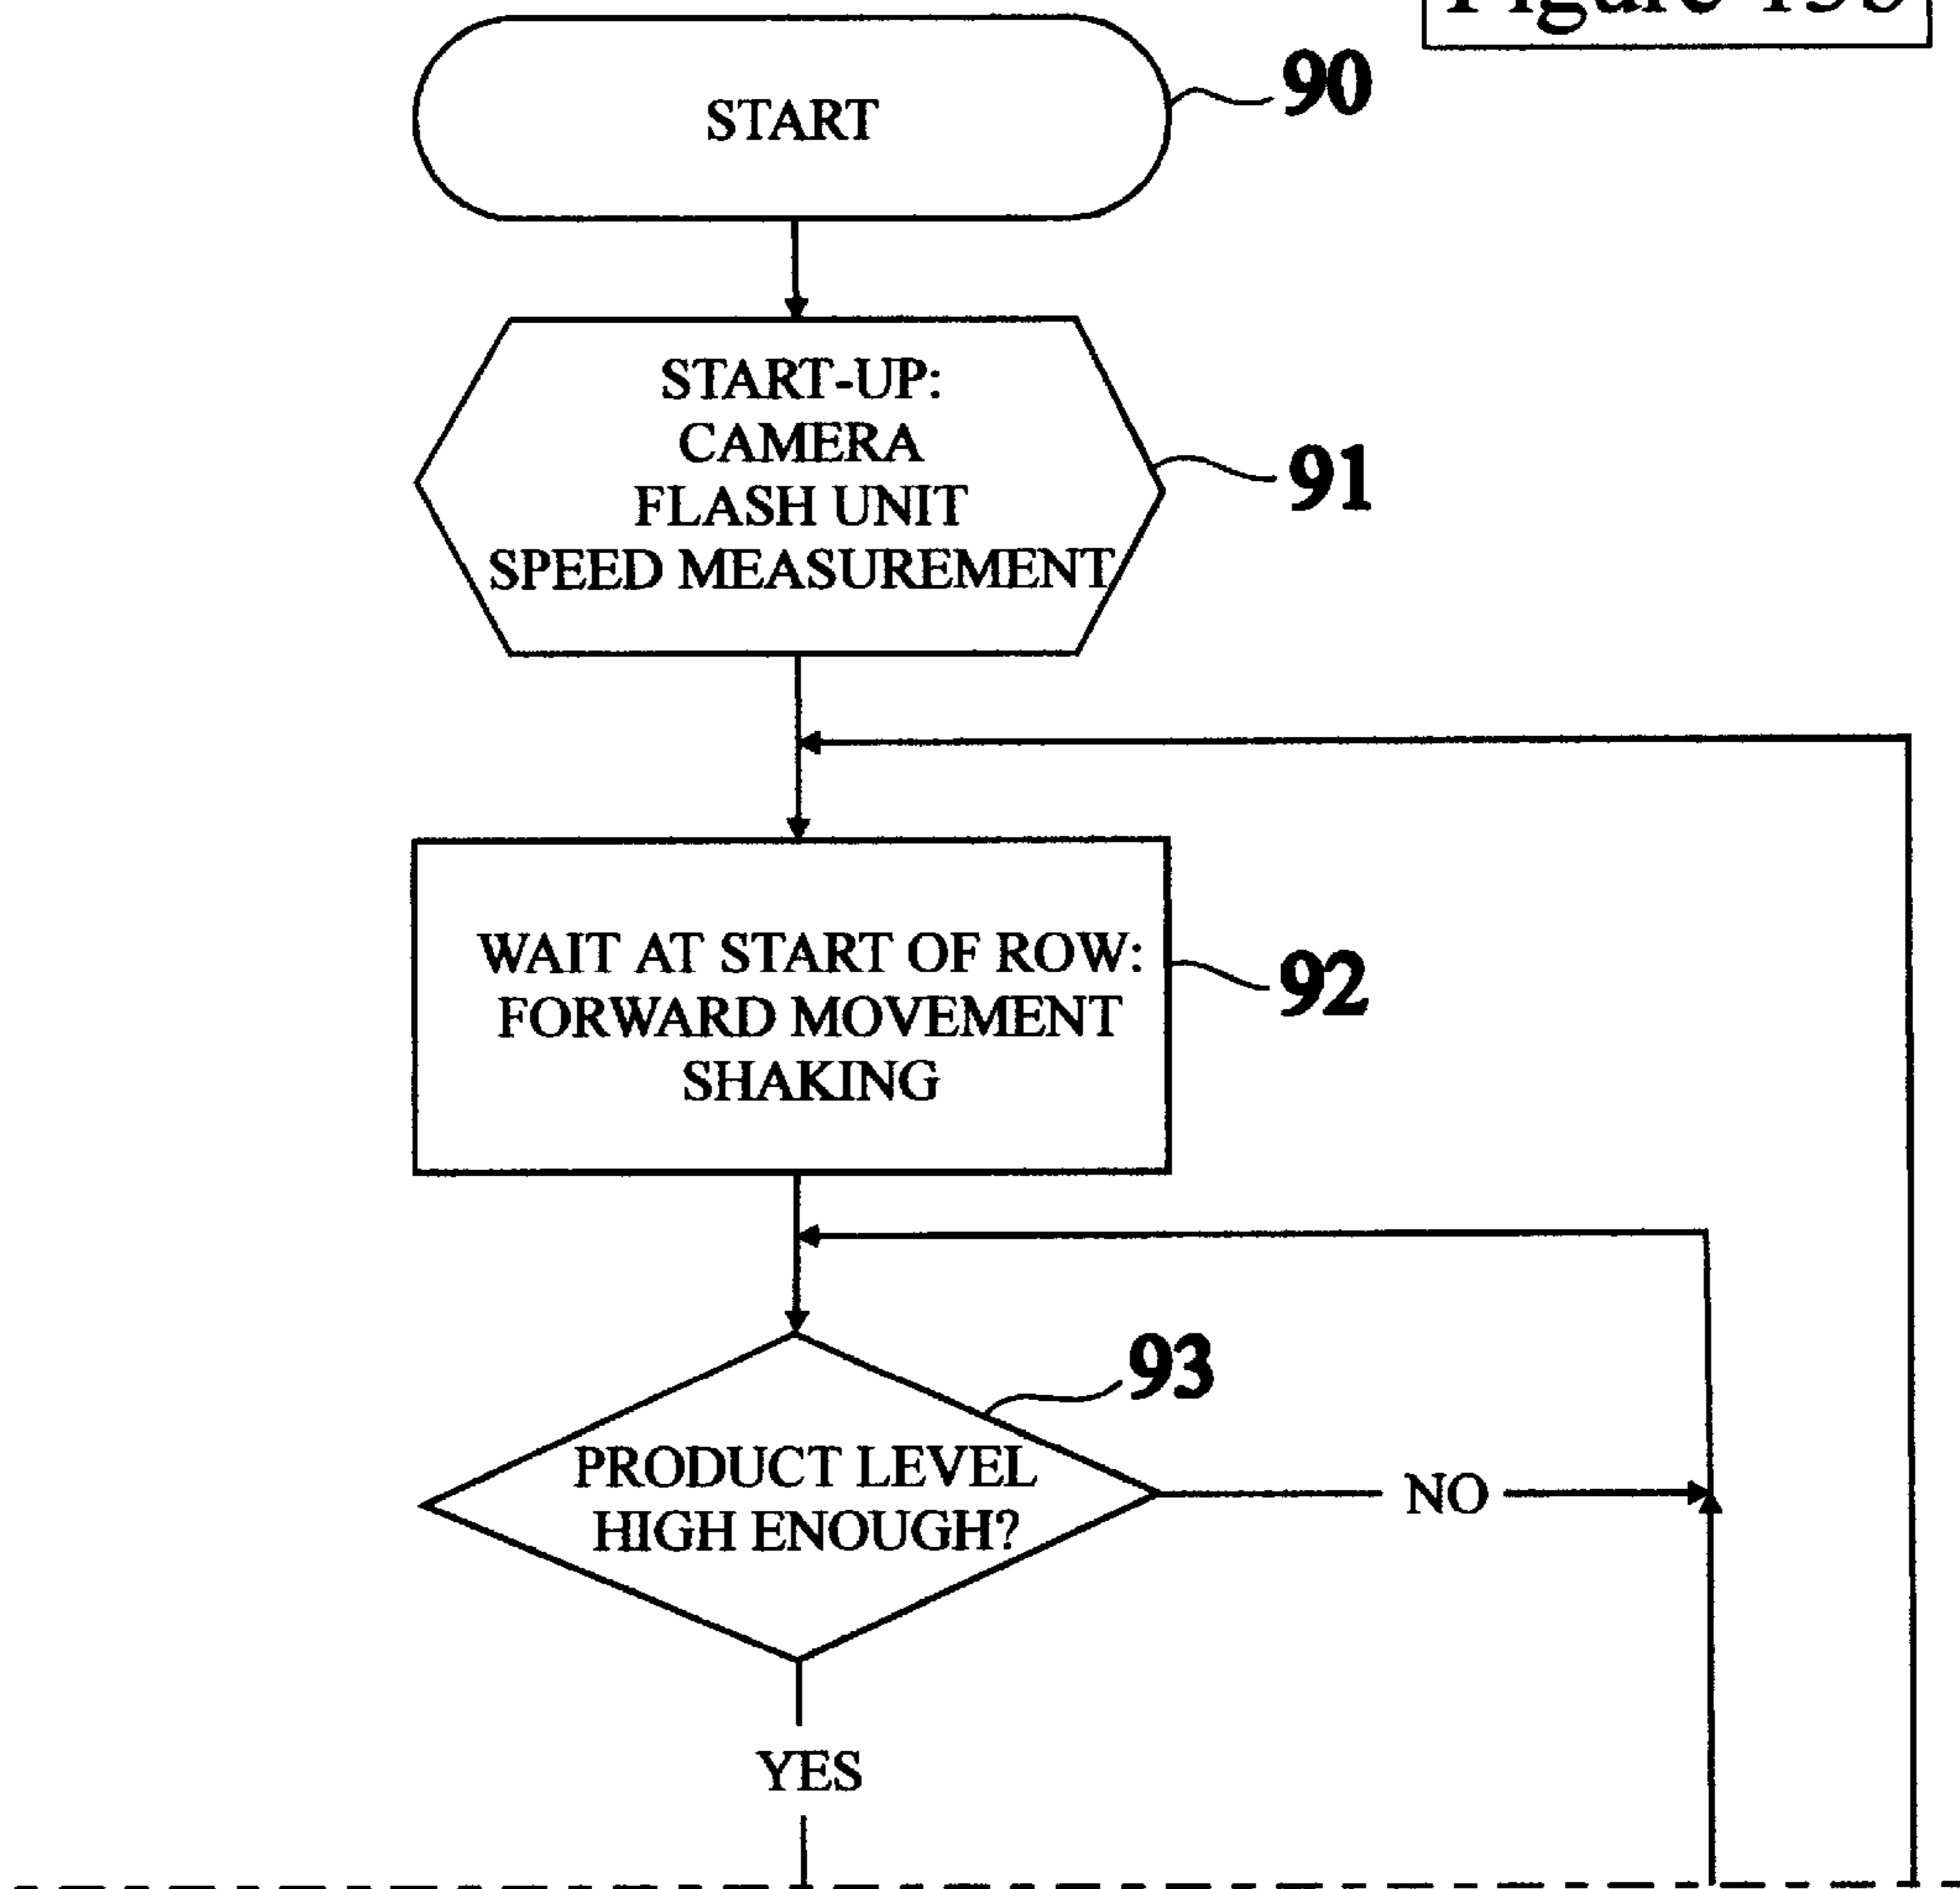 START
90
START-UP:
CAMERA
FLASH UNIT
SPEED MEASUREMENT
91
WAIT AT START OF ROW:
FORWARD MOVEMENT
SHAKING
92
93
PRODUCT LEVEL
HIGH ENOUGH?
NO
YES